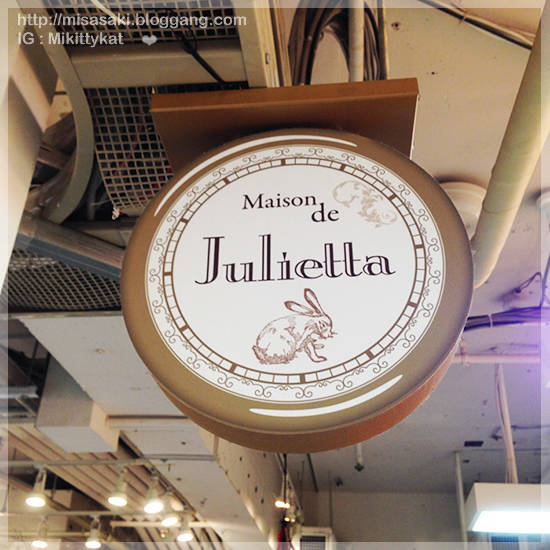 http://misasaki.bloggang.com
IG : Mikittykat
Maison
de
Julietta